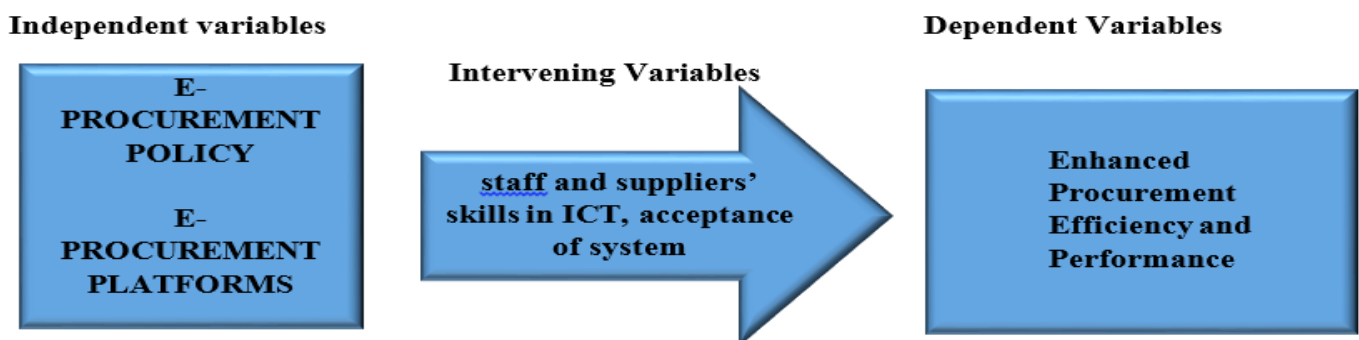 Independent variables
E-
PROCUREMENT
POLICY
E-
PROCUREMENT
PLATFORMS
Intervening Variables
staff and suppliers’
skills in ICT, acceptance
of system
Dependent Variables
Enhanced
Procurement
Efficiency and
Performance